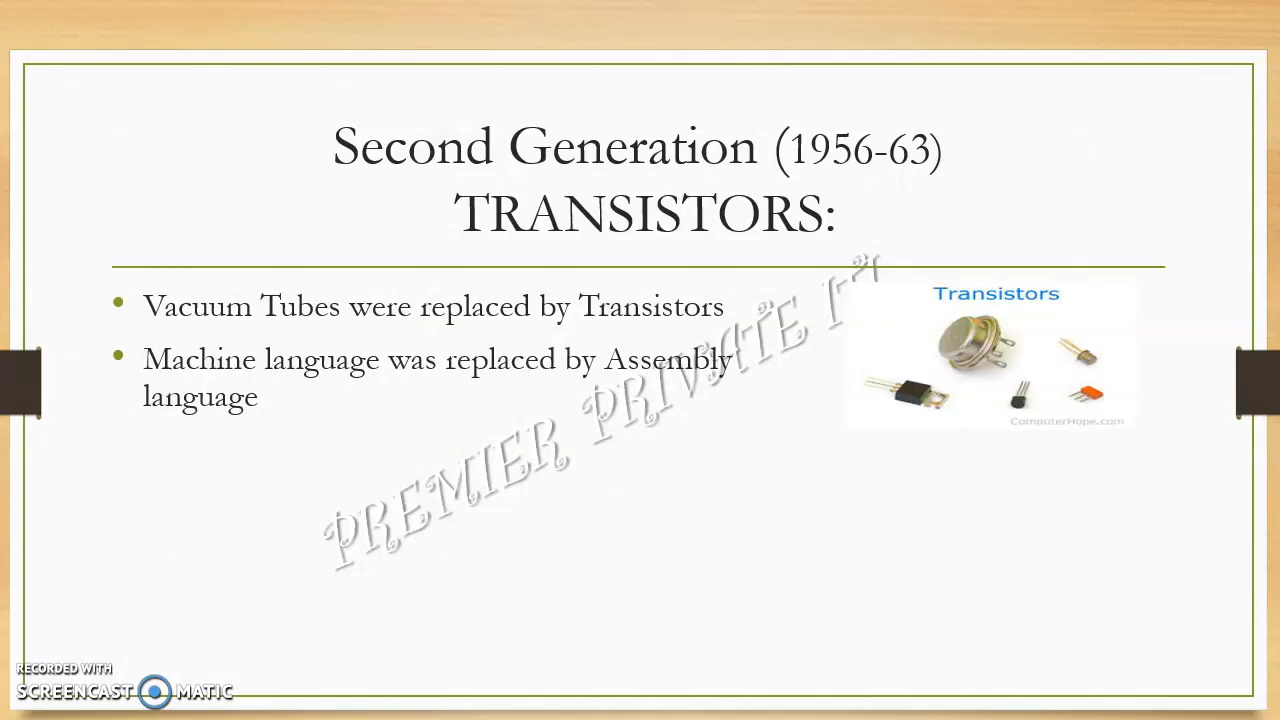 Second Generation (1956-63)
TRANSISTORS:
• Vacuum Tubes were replaced by Transistors
• Machine language was replaced by Assembly
language
Transistors
ComputerHope.com
PREMIER PRIVATE
RECORDED WITH
SCREENCAST MATIC